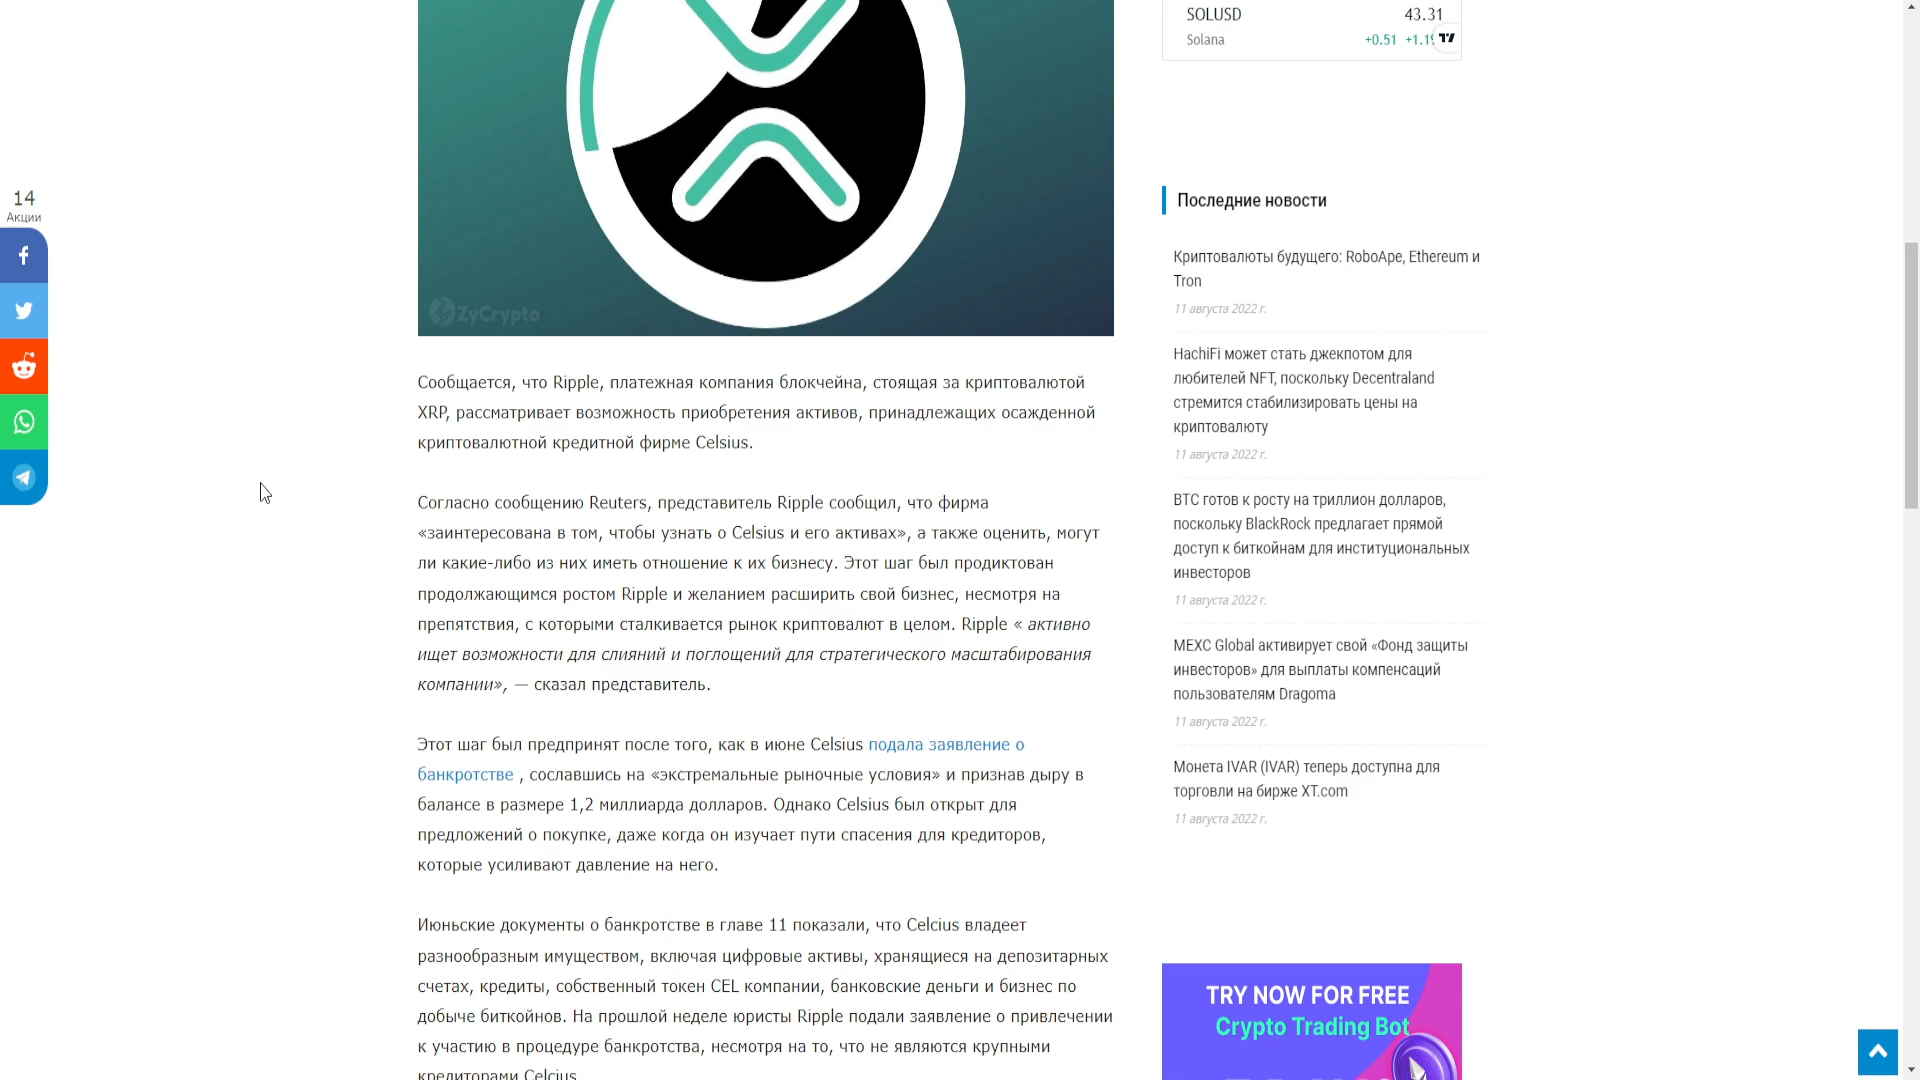 SOLUSD
43.31
Solana
+0.51 +1.1
14
Акции
ZyCrypto
Сообщается, что Ripple, платежная компания блокчейна, стоящая за криптовалютой
XRP, рассматривает возможность приобретения активов, принадлежащих осажденной
криптовалютной кредитной фирме Celsius.
Согласно сообщению Reuters, представитель Ripple сообщил, что фирма
«заинтересована в том, чтобы узнать о Celsius и его активах», а также оценить, могут
ли какие-либо из них иметь отношение к их бизнесу. Этот шаг был продиктован
продолжающимся ростом Ripple и желанием расширить свой бизнес, несмотря на
препятствия, с которыми сталкивается рынок криптовалют в целом. Ripple « активно
ищет возможности для слияний и поглощений для стратегического масштабирования
компании», — сказал представитель.
Этот шаг был предпринят после того, как в июне Celsius подала заявление о
банкротстве , сославшись на «экстремальные рыночные условия» и признав дыру в
балансе в размере 1,2 миллиарда долларов. Однако Celsius был открыт для
предложений о покупке, даже когда он изучает пути спасения для кредиторов,
которые усиливают давление на него.
Июньские документы о банкротстве в главе 11 показали, что Celcius владеет
разнообразным имуществом, включая цифровые активы, хранящиеся на депозитарных
счетах, кредиты, собственный токен CEL компании, банковские деньги и бизнес по
добыче биткойнов. На прошлой неделе юристы Ripple подали заявление о привлечении
к участию в процедуре банкротства, несмотря на то, что не являются крупными
кредиторами Celcius.
Последние новости
Криптовалюты будущего: RoboApe, Ethereum и
Tron
11 августа 2022 г.
HachiFi может стать джекпотом для
любителей NFT, поскольку Decentraland
стремится стабилизировать цены на
криптовалюту
11 августа 2022 г.
BTC готов к росту на триллион долларов,
поскольку BlackRock предлагает прямой
доступ к биткойнам для институциональных
инвесторов
11 августа 2022 г.
MEXC Global активирует свой «Фонд защиты
инвесторов» для выплаты компенсаций
пользователям Dragoma
11 августа 2022 г.
Монета IVAR (IVAR) теперь доступна для
торговли на бирже XT.com
11 августа 2022 г.
TRY NOW FOR FREE
Crypto Trading Bot